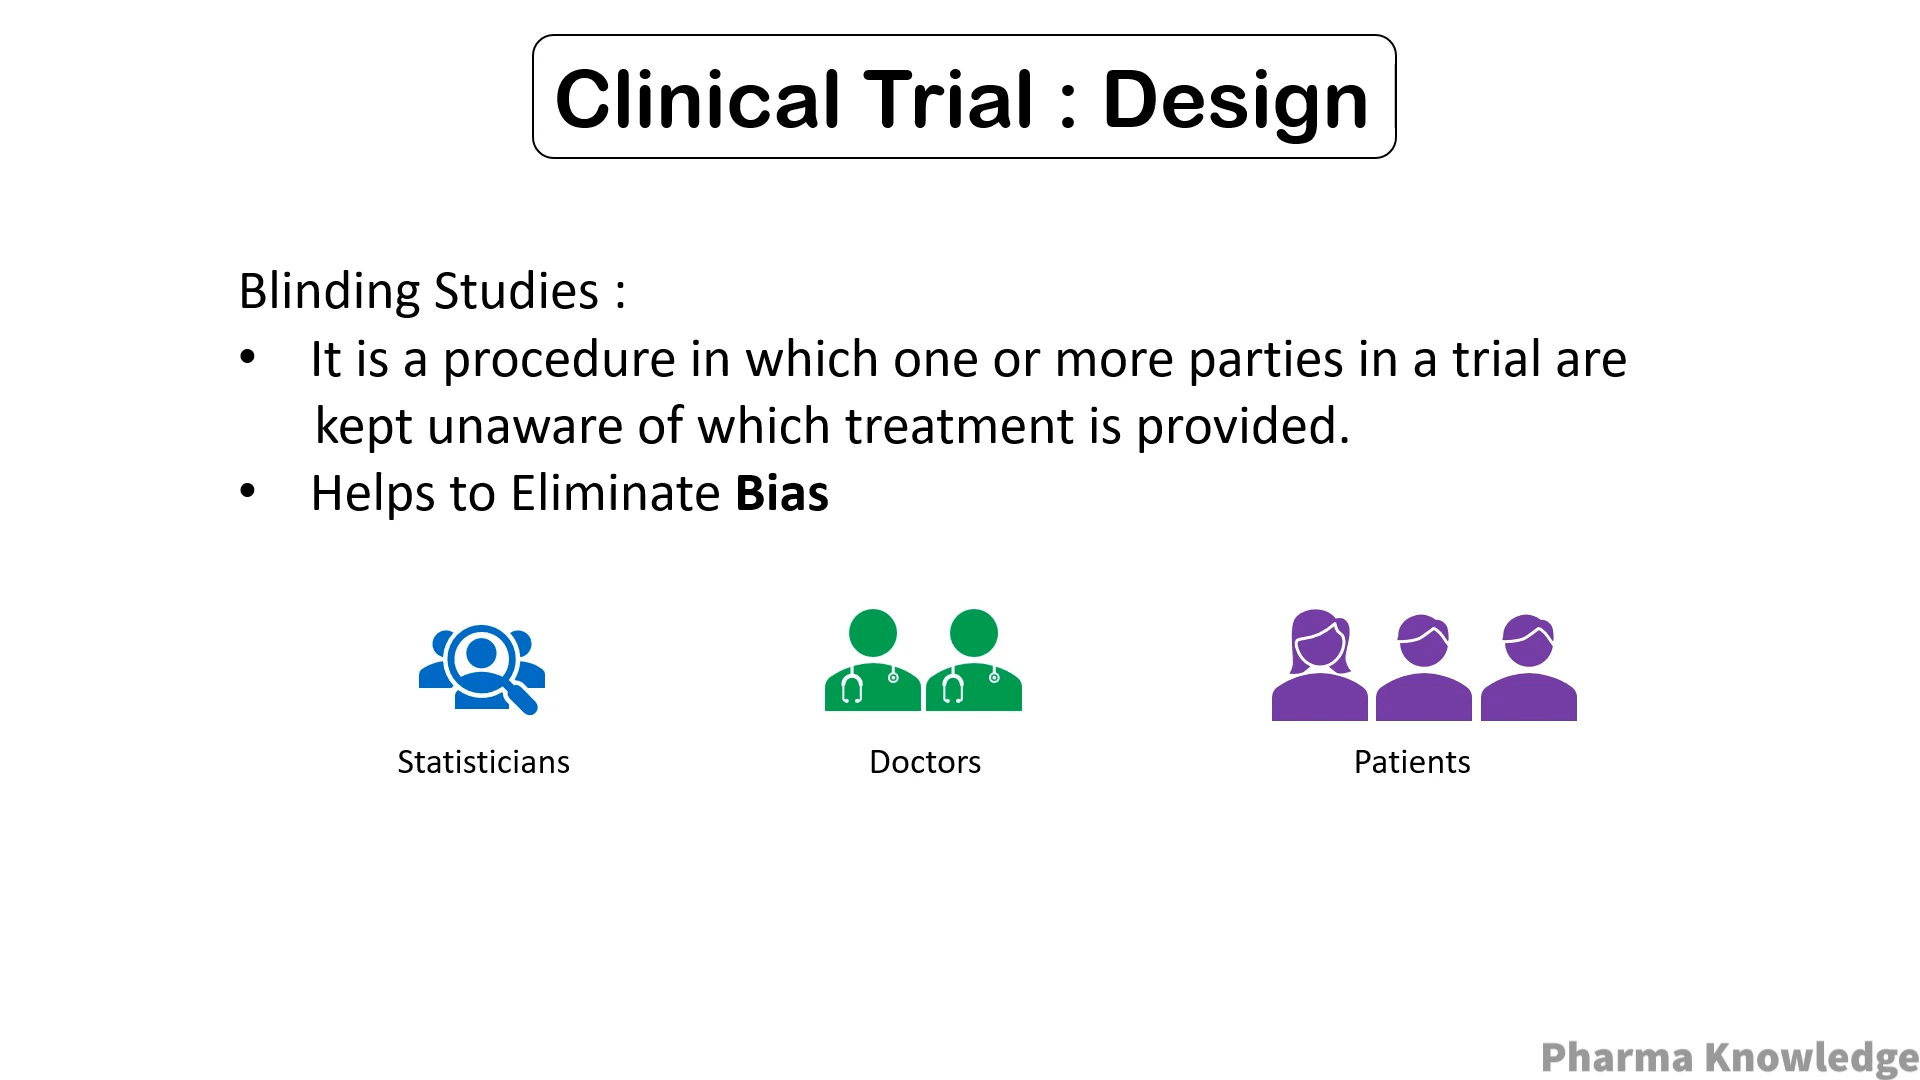 Clinical Trial : Design
Blinding Studies :
• It is a procedure in which one or more parties in a trial are
kept unaware of which treatment is provided.
• Helps to Eliminate Bias
Statisticians
Doctors
Patients
Pharma Knowledge